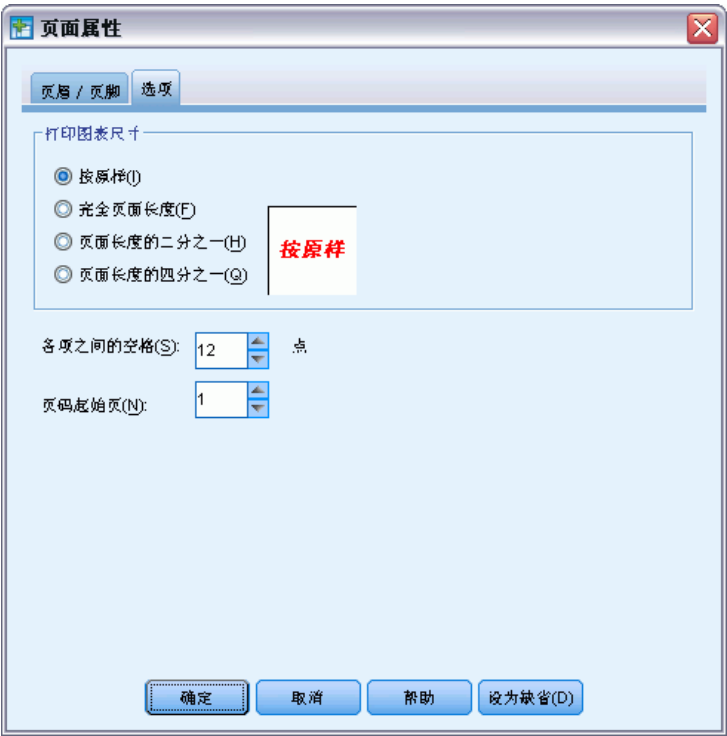 页面属性
页眉 / 页脚 选项
打印图表尺寸
按原样(I)
完全页面长度(F)
页面长度的二分之一(H)
页面长度的四分之一(Q)
按原样
各项之间的空格(S): 12 点
页码起始页(N): 1
确定 取消 帮助 设为缺省(D)